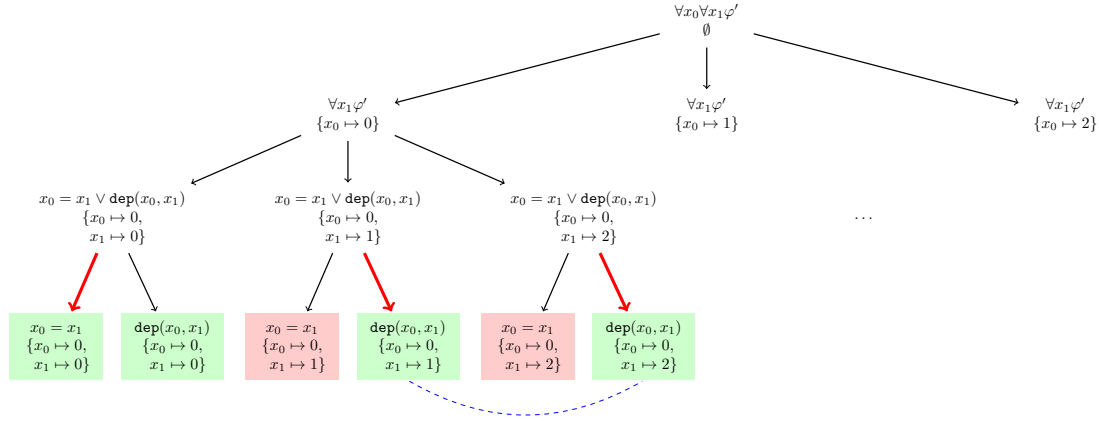 ∀x₀∀x₁φ′
∅
∀x₁φ′
{x₀ ↦ 0}
∀x₁φ′
{x₀ ↦ 1}
∀x₁φ′
{x₀ ↦ 2}
x₀ = x₁ ∨ dep(x₀, x₁)
{x₀ ↦ 0,
x₁ ↦ 0}
x₀ = x₁ ∨ dep(x₀, x₁)
{x₀ ↦ 0,
x₁ ↦ 1}
x₀ = x₁ ∨ dep(x₀, x₁)
{x₀ ↦ 0,
x₁ ↦ 2}
...
x₀ = x₁
{x₀ ↦ 0,
x₁ ↦ 0}
dep(x₀, x₁)
{x₀ ↦ 0,
x₁ ↦ 0}
x₀ = x₁
{x₀ ↦ 0,
x₁ ↦ 1}
dep(x₀, x₁)
{x₀ ↦ 0,
x₁ ↦ 1}
x₀ = x₁
{x₀ ↦ 0,
x₁ ↦ 2}
dep(x₀, x₁)
{x₀ ↦ 0,
x₁ ↦ 2}